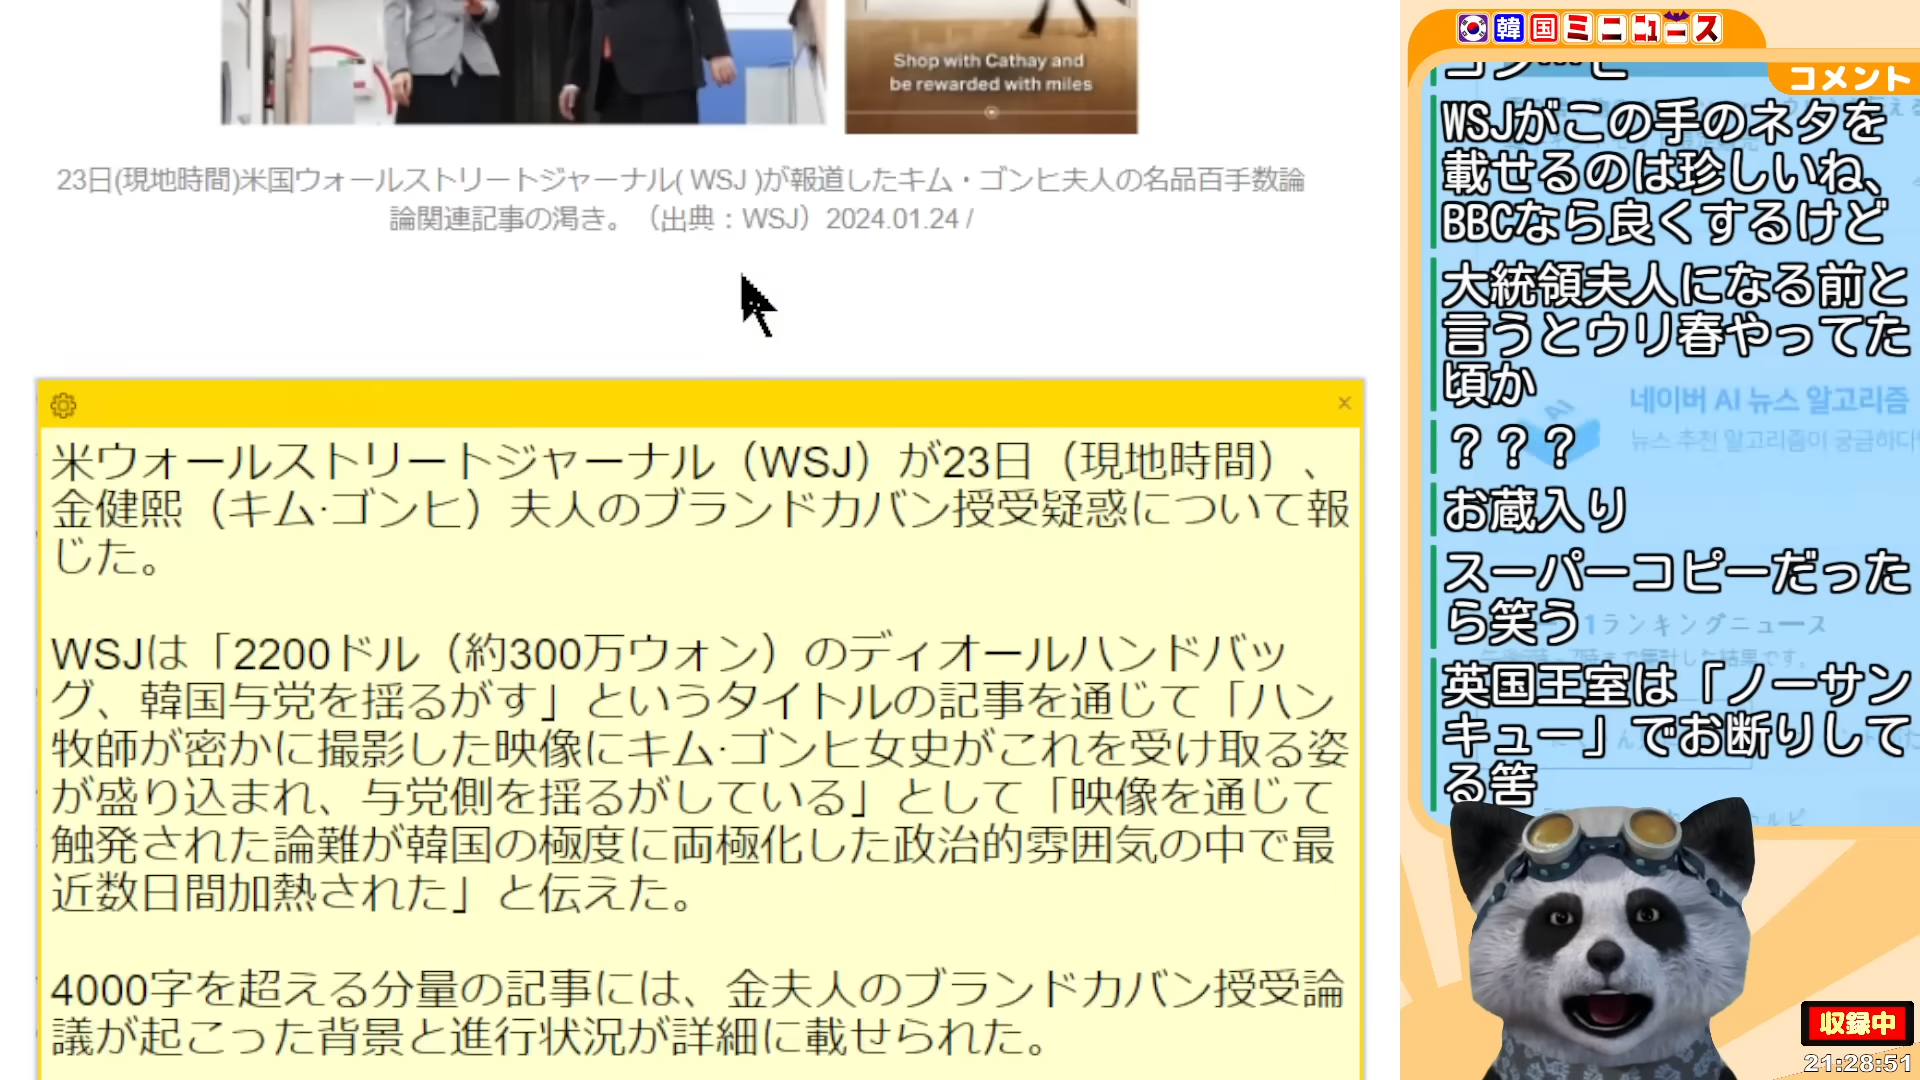 Shop with Cathay and
be rewarded with miles
23日(現地時間)米国ウォールストリートジャーナル( WSJ )が報道したキム・ゴンヒ夫人の名品百手数論
論関連記事の渇き。（出典：WSJ）2024.01.24 /
米ウォールストリートジャーナル（WSJ）が23日（現地時間）、
金健熙（キム·ゴンヒ）夫人のブランドカバン授受疑惑について報
じた。
WSJは「2200ドル（約300万ウォン）のディオールハンドバッ
グ、韓国与党を揺るがす」というタイトルの記事を通じて「ハン
牧師が密かに撮影した映像にキム·ゴンヒ女史がこれを受け取る姿
が盛り込まれ、与党側を揺るがしている」として「映像を通じて
触発された論難が韓国の極度に両極化した政治的雰囲気の中で最
近数日間加熱された」と伝えた。
4000字を超える分量の記事には、金夫人のブランドカバン授受論
議が起こった背景と進行状況が詳細に載せられた。
韓国ミニニュース
コメント
WSJがこの手のネタを
載せるのは珍しいね、
BBCなら良くするけど
大統領夫人になる前と
言うとウリ春やってた
頃か
？？？
お蔵入り
スーパーコピーだった
ら笑う
英国王室は「ノーサン
キュー」でお断りして
る筈
네이버 AI 뉴스 알고리즘
뉴스 추천 알고리즘이 궁금하다
1ランキングニュース
収録中
21:28:51